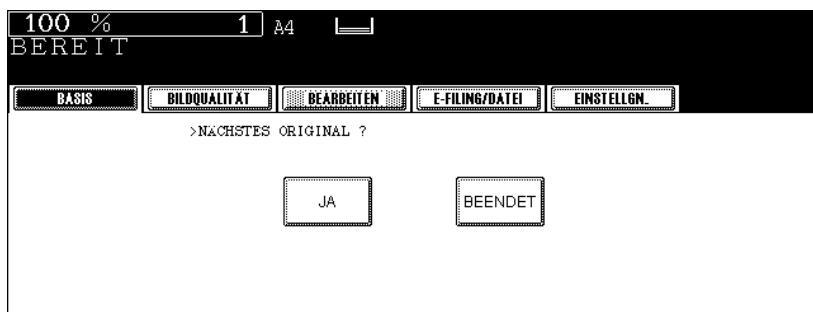 100 % 1 A4
BEREIT
BASIS BILDQUALITÄT BEARBEITEN E-FILING/DATEI EINSTELLGN.
>NÄCHSTES ORIGINAL ?
JA BEENDET